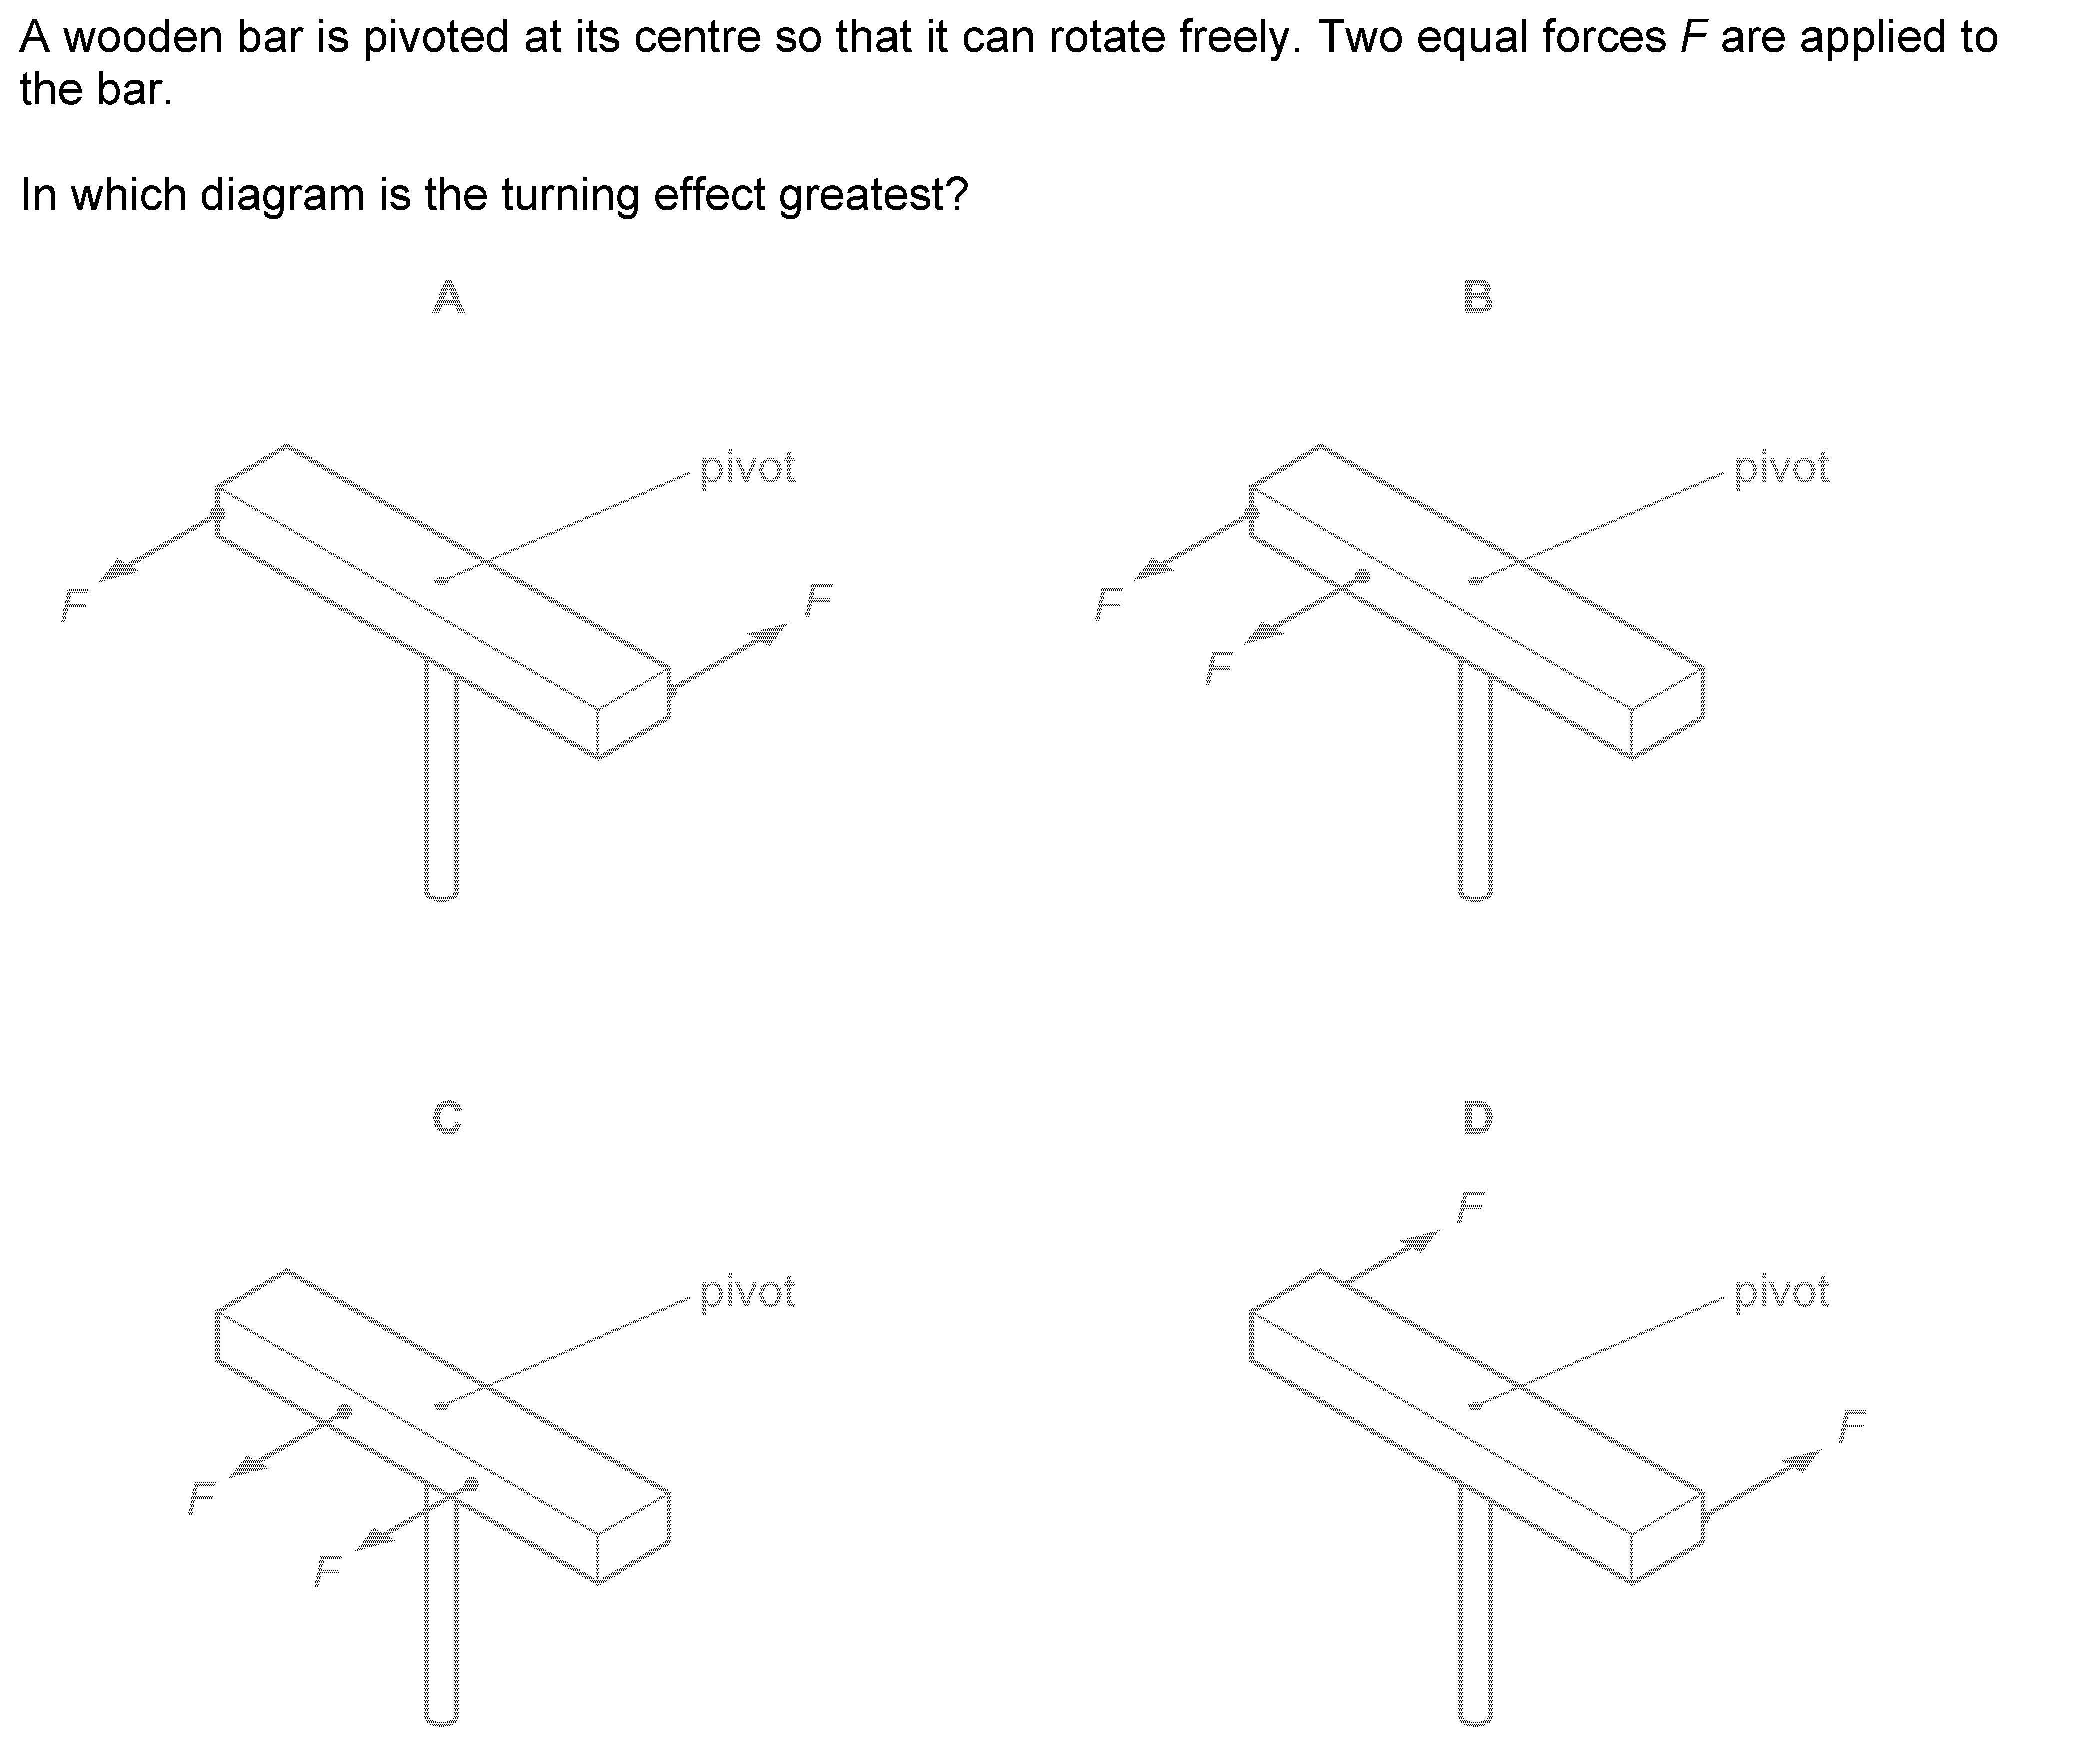 A wooden bar is pivoted at its centre so that it can rotate freely. Two equal forces F are applied to
the bar.
In which diagram is the turning effect greatest?
A
B
pivot
F
F
pivot
F
F
C
D
pivot
F
F
F
pivot
F